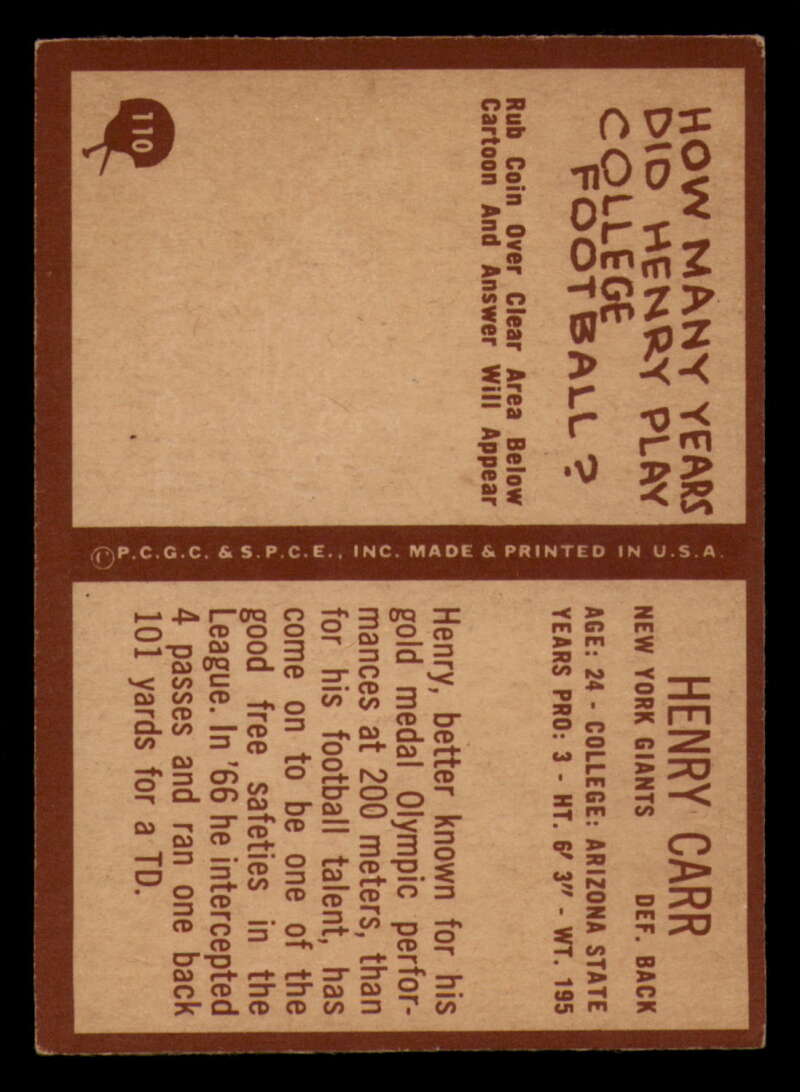 HOW MANY YEARS
DID HENRY PLAY
COLLEGE
FOOTBALL?
Rub Coin Over Clear Area Below
Cartoon And Answer Will Appear
110
©P.C.G.C. & S.P.C.E., INC. MADE & PRINTED IN U.S.A.
HENRY CARR
NEW YORK GIANTS DEF. BACK
AGE: 24 - COLLEGE: ARIZONA STATE
YEARS PRO: 3 - HT. 6' 3" - WT. 195
Henry, better known for his
gold medal Olympic perfor-
mances at 200 meters, than
for his football talent, has
come on to be one of the
good free safeties in the
League. In '66 he intercepted
4 passes and ran one back
101 yards for a TD.